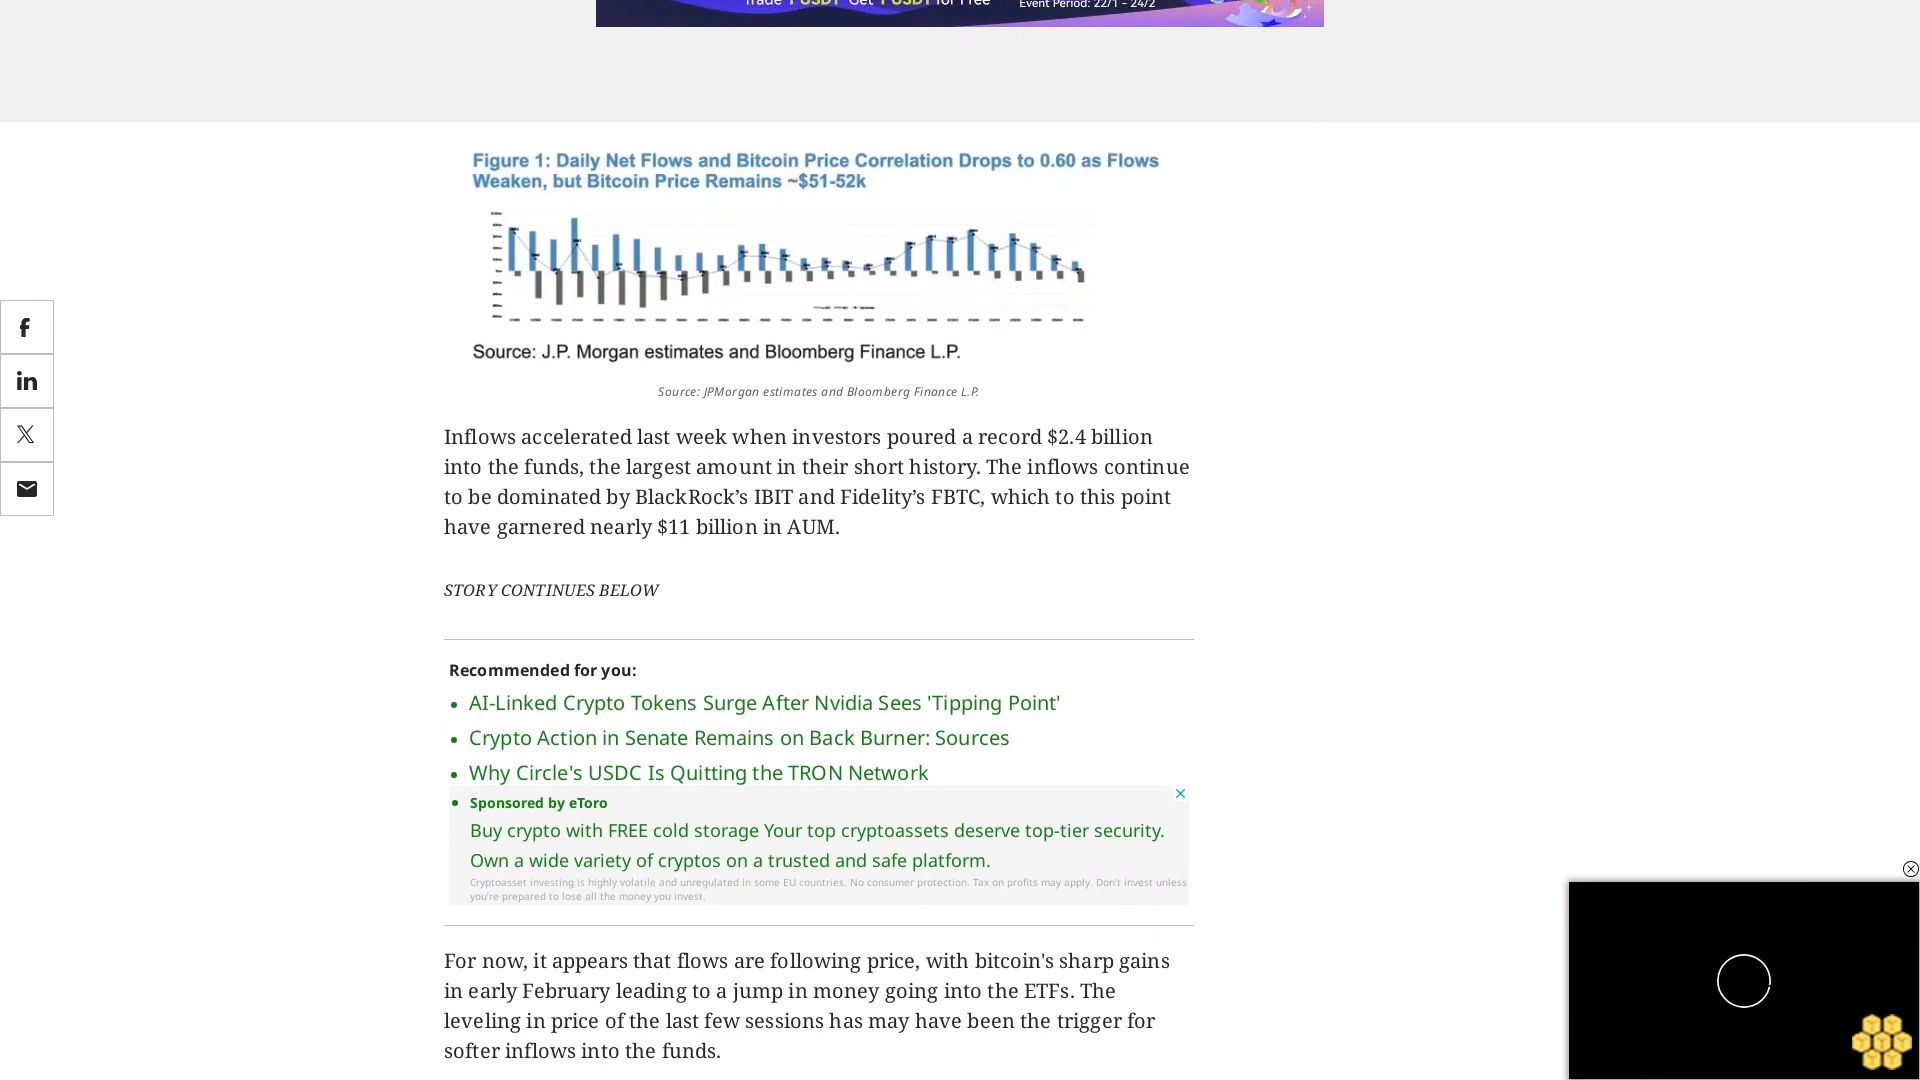 Trade 1 USDT Get 1 USDT for Free
Event Period: 22/1 - 24/2
Figure 1: Daily Net Flows and Bitcoin Price Correlation Drops to 0.60 as Flows
Weaken, but Bitcoin Price Remains ~$51-52k
Source: J.P. Morgan estimates and Bloomberg Finance L.P.
Source: JPMorgan estimates and Bloomberg Finance L.P.
Inflows accelerated last week when investors poured a record $2.4 billion
into the funds, the largest amount in their short history. The inflows continue
to be dominated by BlackRock’s IBIT and Fidelity’s FBTC, which to this point
have garnered nearly $11 billion in AUM.
STORY CONTINUES BELOW
Recommended for you:
• AI-Linked Crypto Tokens Surge After Nvidia Sees 'Tipping Point'
• Crypto Action in Senate Remains on Back Burner: Sources
• Why Circle's USDC Is Quitting the TRON Network
• Sponsored by eToro
Buy crypto with FREE cold storage Your top cryptoassets deserve top-tier security.
Own a wide variety of cryptos on a trusted and safe platform.
Cryptoasset investing is highly volatile and unregulated in some EU countries. No consumer protection. Tax on profits may apply. Don't invest unless
you're prepared to lose all the money you invest.
For now, it appears that flows are following price, with bitcoin's sharp gains
in early February leading to a jump in money going into the ETFs. The
leveling in price of the last few sessions has may have been the trigger for
softer inflows into the funds.